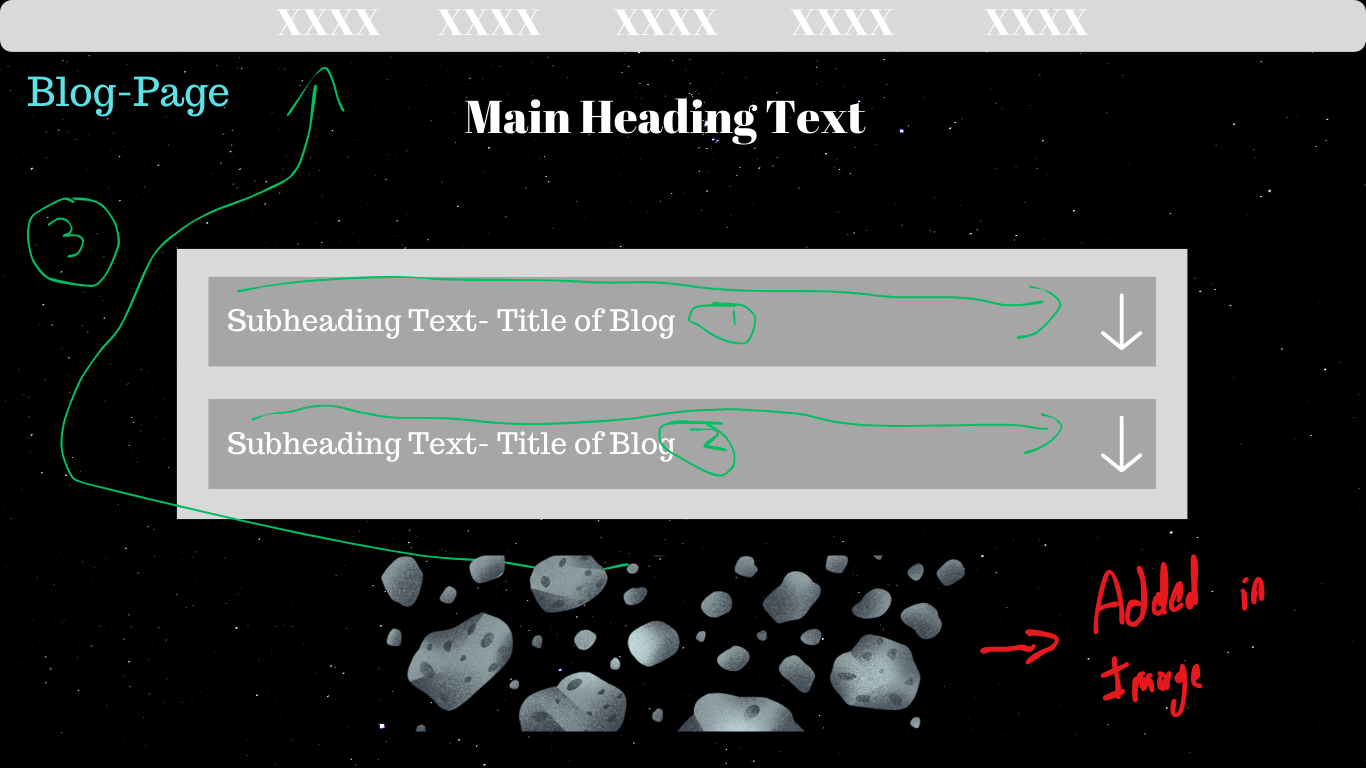 XXXX XXXX XXXX XXXX XXXX
Blog-Page
Main Heading Text
3
Subheading Text- Title of Blog 1
Subheading Text- Title of Blog 2
Added in
Image